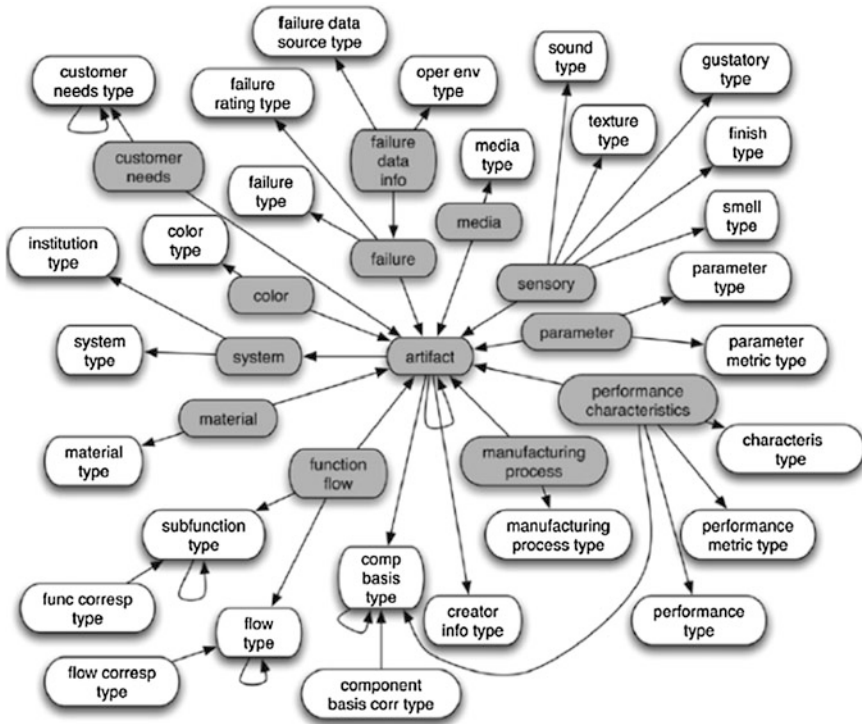 failure data
source type
sound
type
gustatory
type
customer
needs type
failure
rating type
oper env
type
texture
type
finish
type
customer
needs
failure
data
info
media
type
failure
type
media
smell
type
institution
type
color
type
failure
sensory
parameter
type
color
system
type
system
artifact
parameter
parameter
metric type
material
performance
characteristics
material
type
function
flow
manufacturing
process
characteris
type
subfunction
type
manufacturing
process type
performance
metric type
func corresp
type
comp
basis
type
flow
type
creator
info type
performance
type
flow corresp
type
component
basis corr type